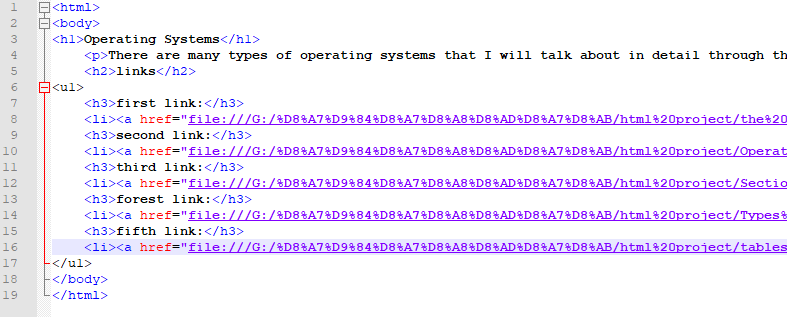 1 <html>
2 <body>
3 <h1>Operating Systems</h1>
4 <p>There are many types of operating systems that I will talk about in detail through th
5 <h2>links</h2>
6 <ul>
7 <h3>first link:</h3>
8 <li><a href="file:///G:/%D8%A7%D9%84%D8%A7%D8%A8%D8%AD%D8%A7%D8%AB/html%20project/the%20
9 <h3>second link:</h3>
10 <li><a href="file:///G:/%D8%A7%D9%84%D8%A7%D8%A8%D8%AD%D8%A7%D8%AB/html%20project/Operat
11 <h3>third link:</h3>
12 <li><a href="file:///G:/%D8%A7%D9%84%D8%A7%D8%A8%D8%AD%D8%A7%D8%AB/html%20project/Sectio
13 <h3>forest link:</h3>
14 <li><a href="file:///G:/%D8%A7%D9%84%D8%A7%D8%A8%D8%AD%D8%A7%D8%AB/html%20project/Types%
15 <h3>fifth link:</h3>
16 <li><a href="file:///G:/%D8%A7%D9%84%D8%A7%D8%A8%D8%AD%D8%A7%D8%AB/html%20project/tables
17 </ul>
18 </body>
19 </html>